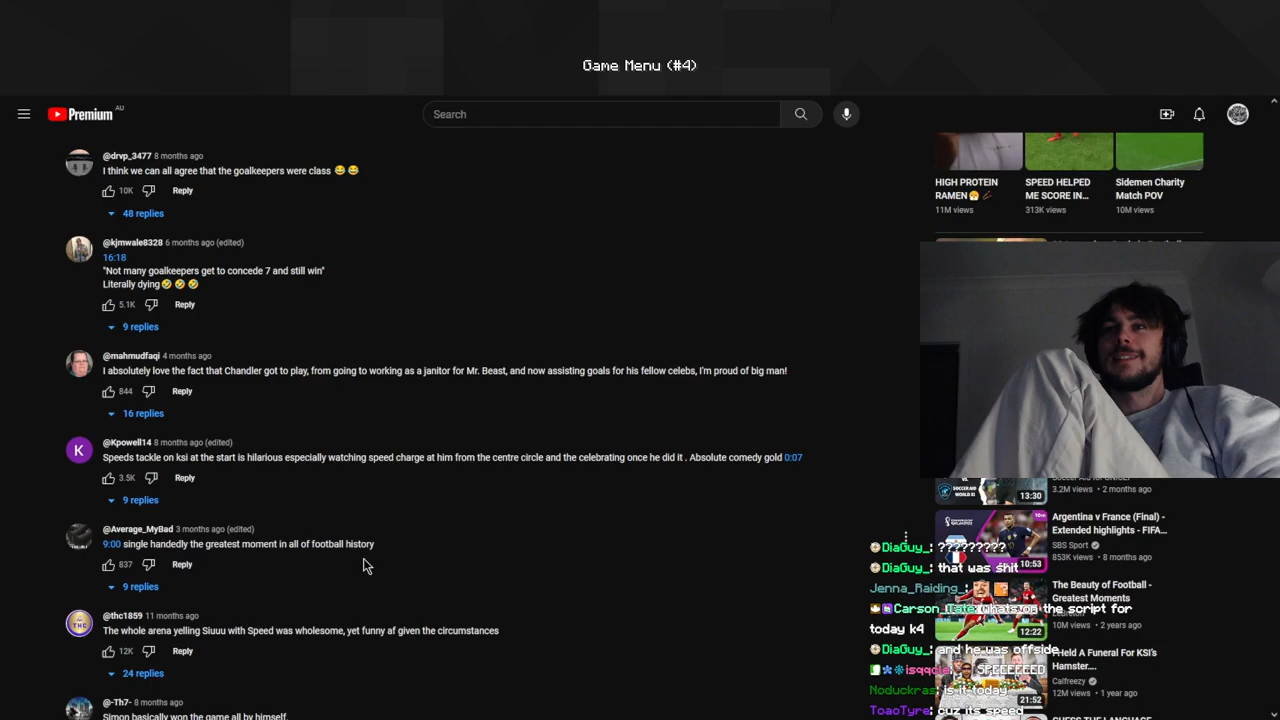 Game Menu (#4)
Premium AU
Search
@drvp_3477 8 months ago
I think we can all agree that the goalkeepers were class 😂 😂
10K Reply
48 replies
@kjmwale8328 6 months ago (edited)
16:18
"Not many goalkeepers get to concede 7 and still win"
Literally dying🤣 🤣 🤣
5.1K Reply
9 replies
@mahmudfaqi 4 months ago
I absolutely love the fact that Chandler got to play, from going to working as a janitor for Mr. Beast, and now assisting goals for his fellow celebs, I'm proud of big man!
844 Reply
16 replies
K
@Kpowell14 8 months ago (edited)
Speeds tackle on ksi at the start is hilarious especially watching speed charge at him from the centre circle and the celebrating once he did it . Absolute comedy gold 0:07
3.5K Reply
9 replies
@Average_MyBad 3 months ago (edited)
9:00 single handedly the greatest moment in all of football history
837 Reply
9 replies
THC
@thc1859 11 months ago
The whole arena yelling Siuuu with Speed was wholesome, yet funny af given the circumstances
12K Reply
24 replies
@-Th7- 8 months ago
Simon basically won the game all by himself.
HIGH PROTEIN
RAMEN😤 🥢
11M views
SPEED HELPED
ME SCORE IN...
313K views
Sidemen Charity
Match POV
10M views
13:30
3.2M views • 2 months ago
10:53
Argentina v France (Final) -
Extended highlights - FIFA...
SBS Sport
853K views • 8 months ago
12:22
The Beauty of Football -
Greatest Moments
10M views • 2 years ago
21:52
I Held A Funeral For KSI's
Hamster....
Calfreezy
12M views • 1 year ago
DiaGuy_: ?????????
DiaGuy_: that was shit
Jenna_Raiding_:
Carson_Tate: whats on the script for
today k4
DiaGuy_: and he was offside
isqqcle: SPEEEEEED
Noduckras: is it today
ToaoTyre: cuz its speed